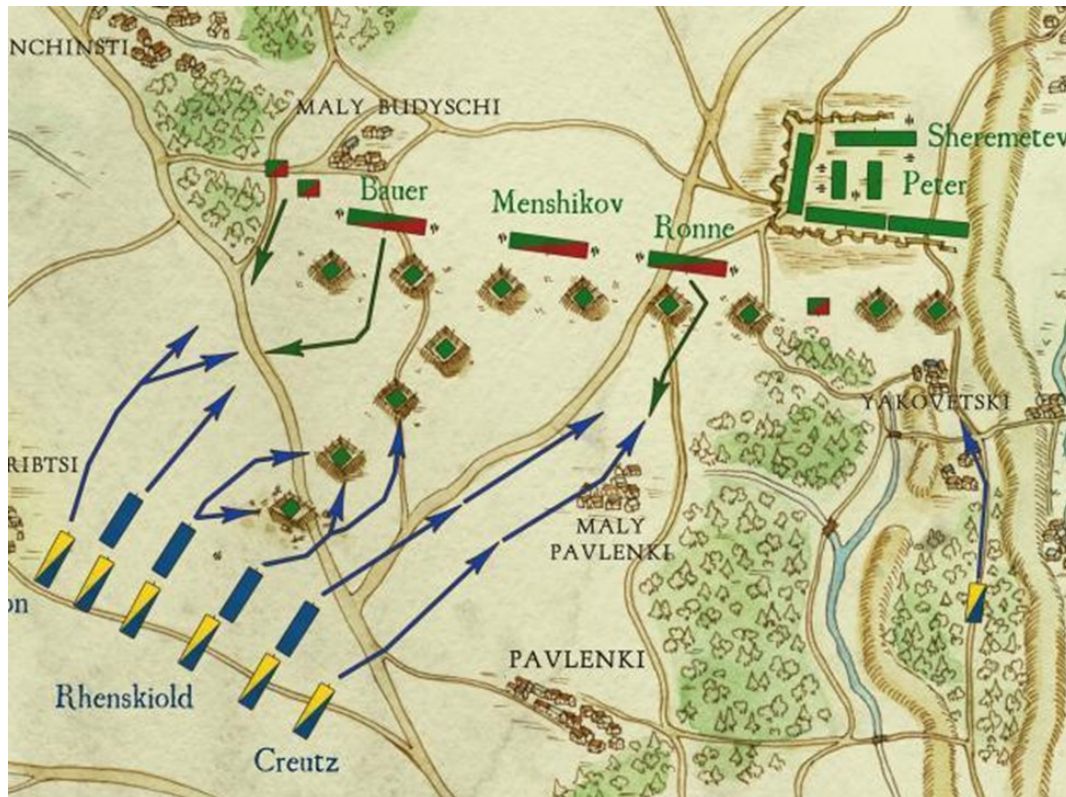 NCHINSTI
MALY BUDYSCHI
Sheremetev
Bauer
Peter
Menshikov
Ronne
YAKOVETSKI
RIBTSI
MALY
PAVLENKI
on
PAVLENKI
Rhenskiold
Creutz